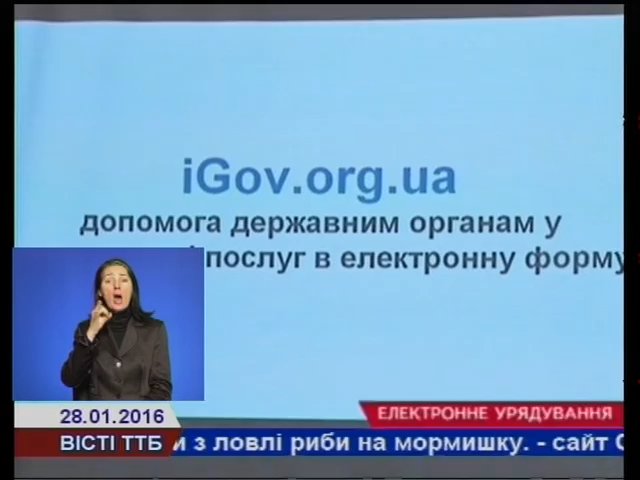 iGov.org.ua
допомога державним органам у
послуг в електронну форму
28.01.2016
ЕЛЕКТРОННЕ УРЯДУВАННЯ
ВІСТІ ТТБ
и з ловлі риби на мормишку. - сайт